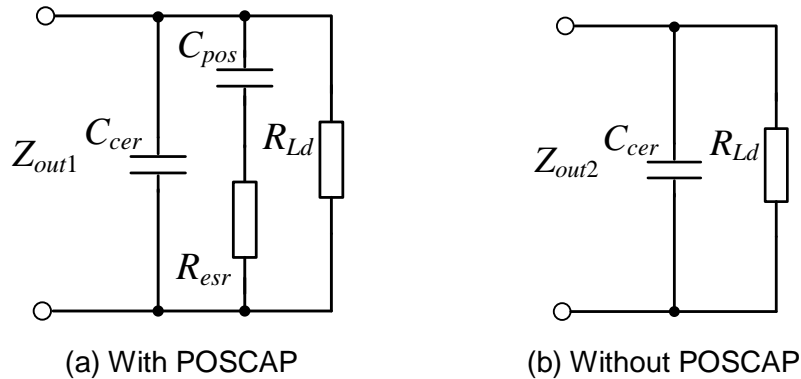 C_pos
C_cer
R_Ld
Z_out1
R_esr
(a) With POSCAP
C_cer
R_Ld
Z_out2
(b) Without POSCAP